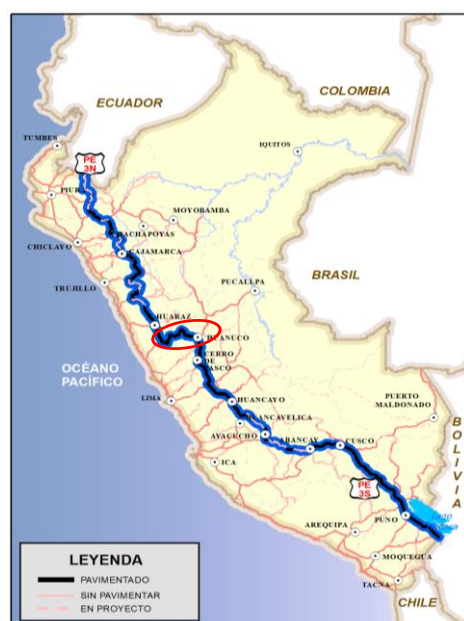 COLOMBIA
ECUADOR
TUMBES
IQUITOS
PE
3N
PIURA
MOYOBAMBA
CHACHAPOYAS
CHICLAYO
CAJAMARCA
BRASIL
TRUJILLO
PUCALLPA
HUARAZ
HUANUCO
CERRO
DE
PASCO
OCÉANO
PACÍFICO
LIMA
HUANCAYO
PUERTO
MALDONADO
HUANCAVELICA
AYACUCHO
ABANCAY
CUSCO
BOLIVIA
ICA
PE
3S
PUNO
Lago
AREQUIPA
MOQUEGUA
TACNA
CHILE
LEYENDA
PAVIMENTADO
SIN PAVIMENTAR
EN PROYECTO